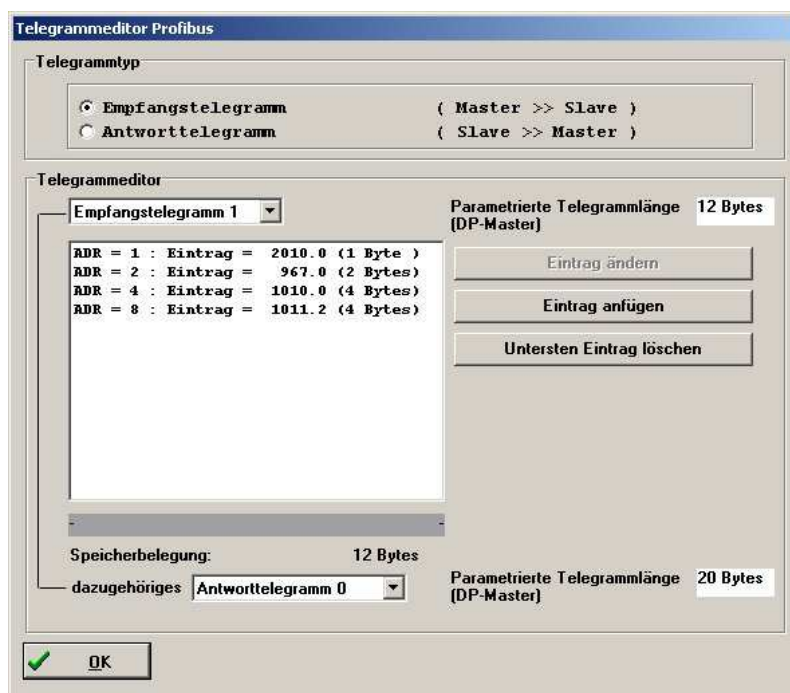 Telegrammeditor Profibus
Telegrammtyp
Empfangstelegramm ( Master >> Slave )
Antworttelegramm ( Slave >> Master )
Telegrammeditor
Empfangstelegramm 1
Parametrierte Telegrammlänge 12 Bytes
(DP-Master)
ADR = 1 : Eintrag = 2010.0 (1 Byte )
ADR = 2 : Eintrag = 967.0 (2 Bytes)
ADR = 4 : Eintrag = 1010.0 (4 Bytes)
ADR = 8 : Eintrag = 1011.2 (4 Bytes)
Eintrag ändern
Eintrag anfügen
Untersten Eintrag löschen
- -
Speicherbelegung: 12 Bytes
dazugehöriges Antworttelegramm 0
Parametrierte Telegrammlänge 20 Bytes
(DP-Master)
OK